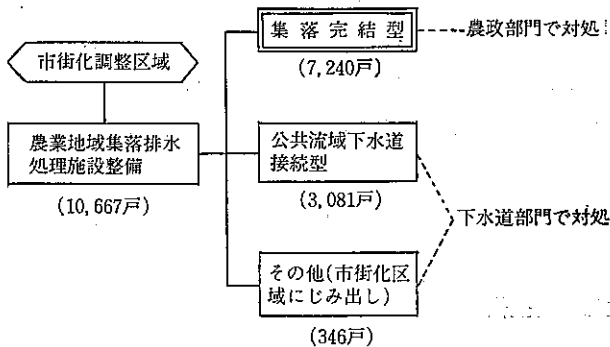 集落完結型
農政部門で対処
(7,240戸)
市街化調整区域
農業地域集落排水
処理施設整備
(10,667戸)
公共流域下水道
接続型
(3,081戸)
下水道部門で対処
その他(市街化区
域にじみ出し)
(346戸)